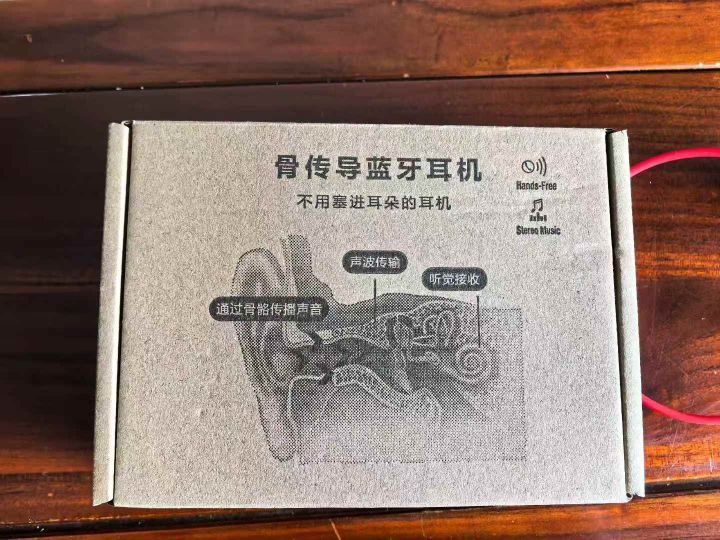 骨传导蓝牙耳机
不用塞进耳朵的耳机
Hands-Free
Stereo Music
声波传输
听觉接收
通过骨骼传播声音